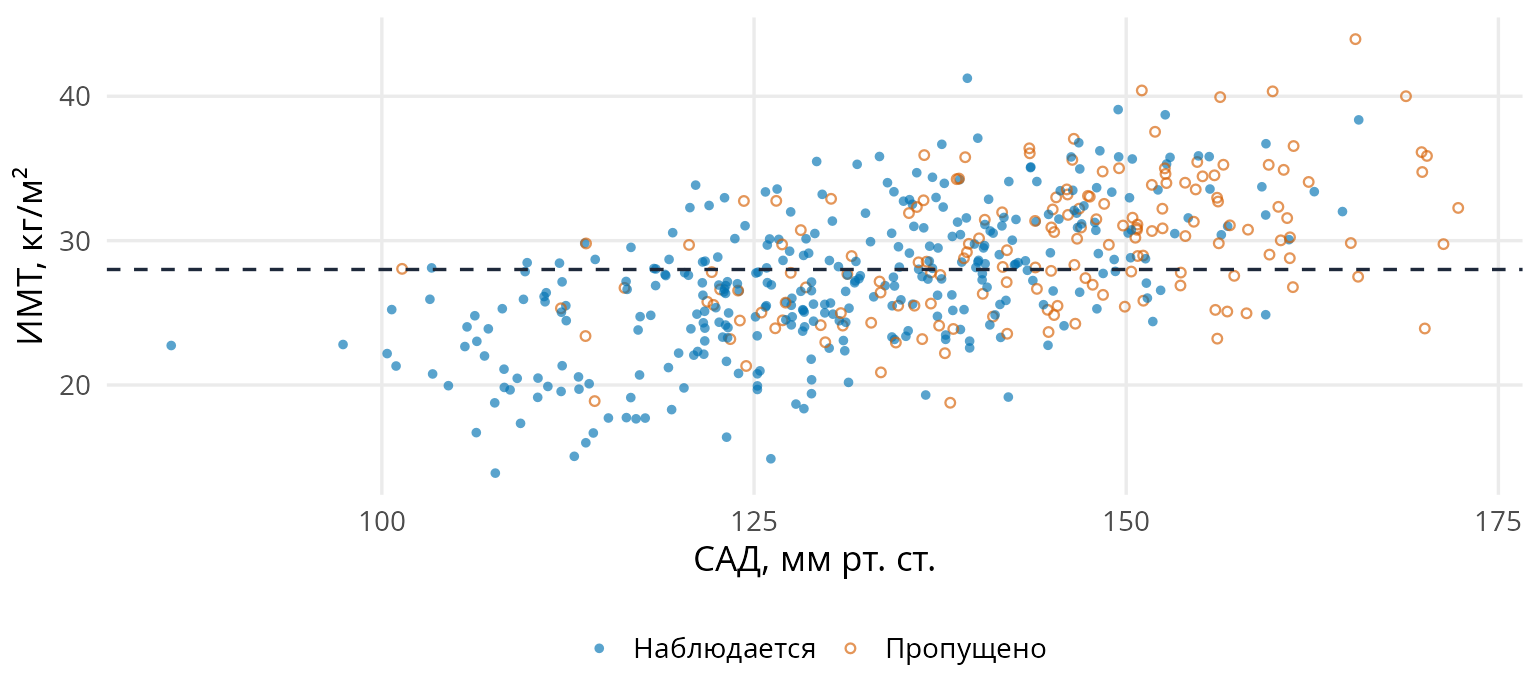 ИМТ, кг/м²
40
30
20
100 125 150 175
САД, мм рт. ст.
Наблюдается Пропущено